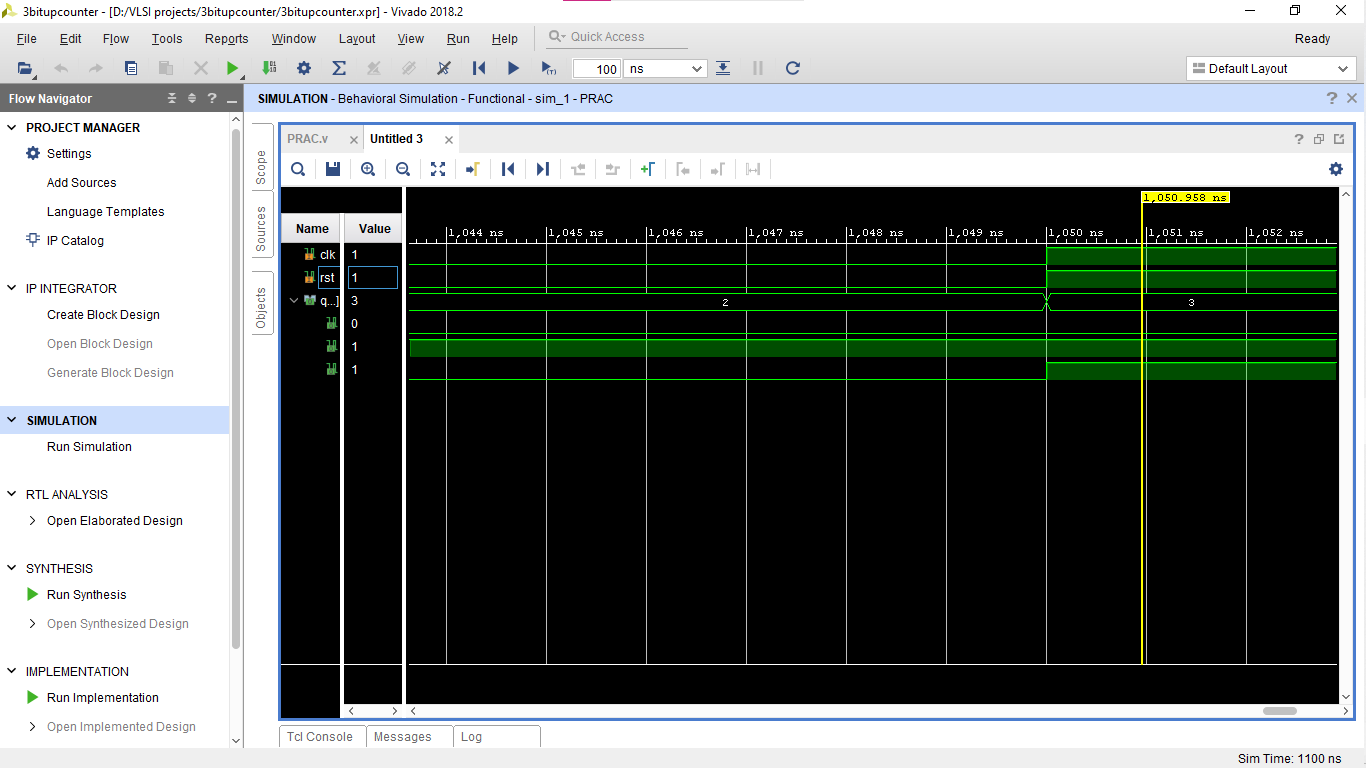 3bitupcounter - [D:/VLSI projects/3bitupcounter/3bitupcounter.xpr] - Vivado 2018.2
File Edit Flow Tools Reports Window Layout View Run Help Quick Access Ready
100 ns Default Layout
Flow Navigator
SIMULATION - Behavioral Simulation - Functional - sim_1 - PRAC
PROJECT MANAGER
Settings
Add Sources
Language Templates
IP Catalog
IP INTEGRATOR
Create Block Design
Open Block Design
Generate Block Design
SIMULATION
Run Simulation
RTL ANALYSIS
Open Elaborated Design
SYNTHESIS
Run Synthesis
Open Synthesized Design
IMPLEMENTATION
Run Implementation
Open Implemented Design
Scope
Sources
Objects
PRAC.v Untitled 3
1,050.958 ns
Name Value
1,044 ns 1,045 ns 1,046 ns 1,047 ns 1,048 ns 1,049 ns 1,050 ns 1,051 ns 1,052 ns
clk 1
rst 1
q...] 3 2 3
0
1
1
Tcl Console Messages Log
Sim Time: 1100 ns